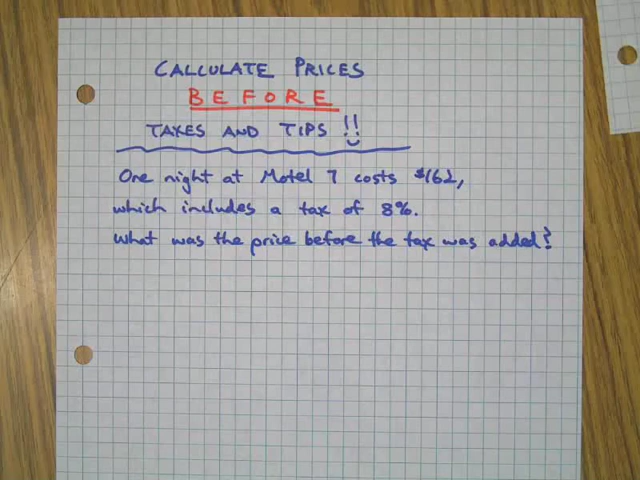 CALCULATE PRICES
BEFORE
TAXES AND TIPS !!
One night at Motel 7 costs $162,
which includes a tax of 8%.
What was the price before the tax was added?